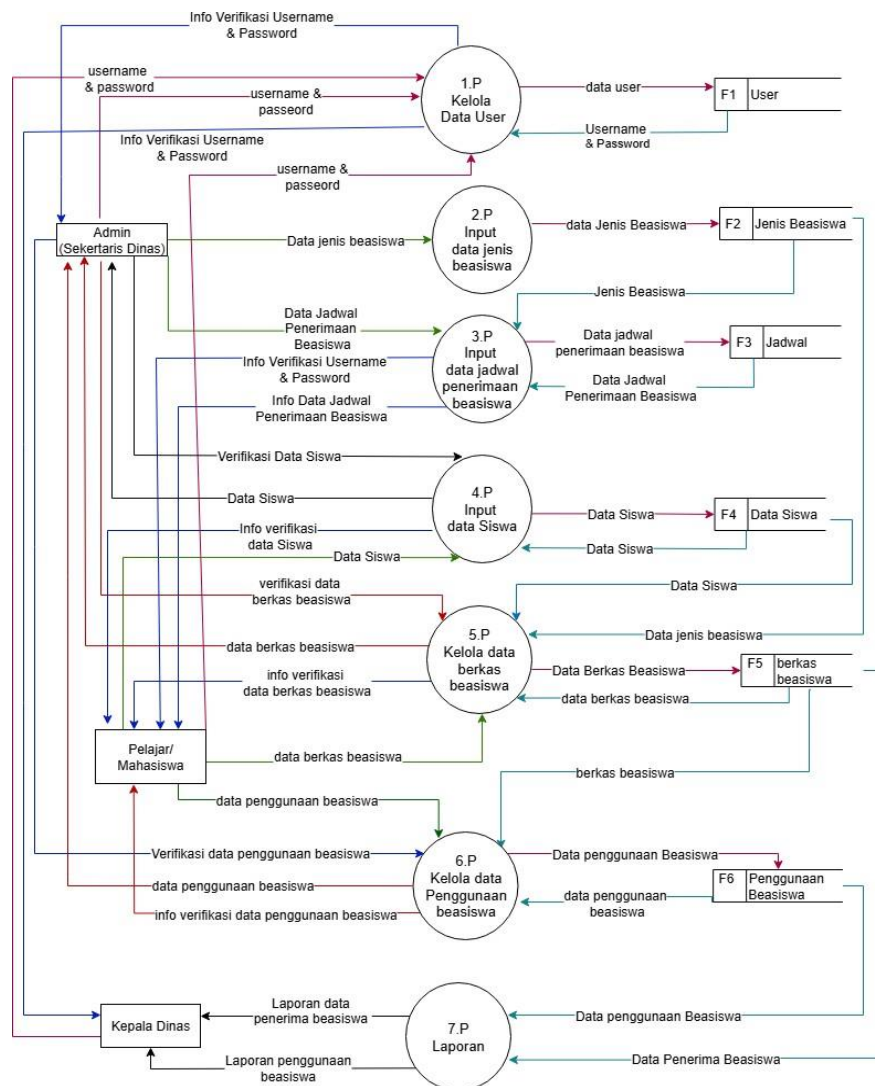 Info Verifikasi Username
& Password
username
& password
username &
passeord
Info Verifikasi Username
& Password
username &
passeord
1.P
Kelola
Data User
data user
F1
User
Username
& Password
Admin
(Sekertaris Dinas)
Data jenis beasiswa
2.P
Input
data jenis
beasiswa
data Jenis Beasiswa
F2
Jenis Beasiswa
Jenis Beasiswa
Data Jadwal
Penerimaan
Beasiswa
Info Verifikasi Username
& Password
Info Data Jadwal
Penerimaan Beasiswa
3.P
Input
data jadwal
penerimaan
beasiswa
Data jadwal
penerimaan beasiswa
F3
Jadwal
Data Jadwal
Penerimaan Beasiswa
Verifikasi Data Siswa
Data Siswa
Info verifikasi
data Siswa
Data Siswa
4.P
Input
data Siswa
Data Siswa
F4
Data Siswa
Data Siswa
Data Siswa
verifikasi data
berkas beasiswa
data berkas beasiswa
info verifikasi
data berkas beasiswa
5.P
Kelola data
berkas
beasiswa
Data jenis beasiswa
Data Berkas Beasiswa
F5
berkas
beasiswa
data berkas beasiswa
Pelajar/
Mahasiswa
data berkas beasiswa
berkas beasiswa
data penggunaan beasiswa
Verifikasi data penggunaan beasiswa
data penggunaan beasiswa
info verifikasi data penggunaan beasiswa
6.P
Kelola data
Penggunaan
beasiswa
Data penggunaan Beasiswa
F6
Penggunaan
Beasiswa
data penggunaan
beasiswa
Kepala Dinas
Laporan data
penerima beasiswa
Laporan penggunaan
beasiswa
7.P
Laporan
Data penggunaan Beasiswa
Data Penerima Beasiswa